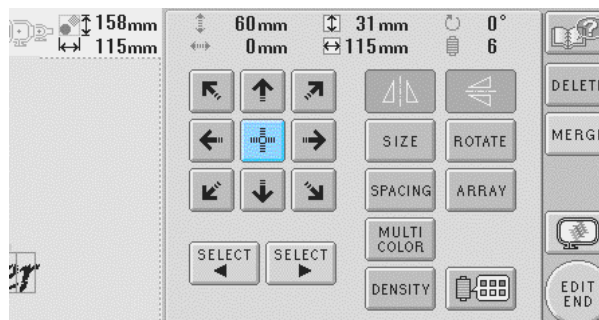 158mm 60mm 31mm 0°
115mm 0mm 115mm 6
DELET
SIZE ROTATE MERG
SPACING ARRAY
MULTI
COLOR
SELECT SELECT
DENSITY
EDIT
END